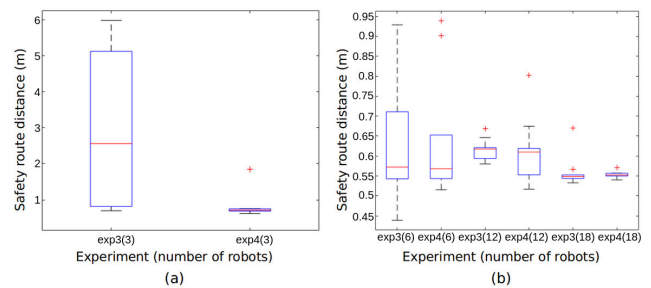 Safety route distance (m)
6
5
4
3
2
1
exp3(3) exp4(3)
Experiment (number of robots)
(a)
Safety route distance (m)
0.95
0.9
0.85
0.8
0.75
0.7
0.65
0.6
0.55
0.5
0.45
exp3(6) exp4(6) exp3(12) exp4(12) exp3(18) exp4(18)
Experiment (number of robots)
(b)